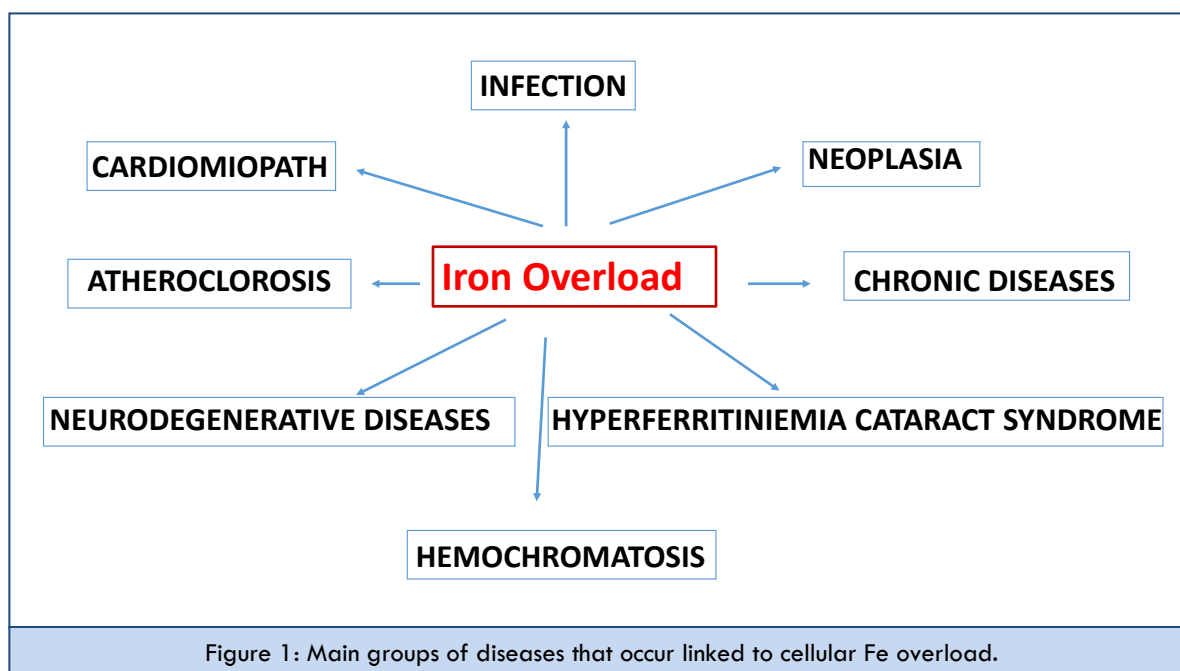 INFECTION
CARDIOMIOPATH
NEOPLASIA
ATHEROCLOROSIS
Iron Overload
CHRONIC DISEASES
NEURODEGENERATIVE DISEASES
HYPERFERRITINIEMIA CATARACT SYNDROME
HEMOCHROMATOSIS
Figure 1: Main groups of diseases that occur linked to cellular Fe overload.